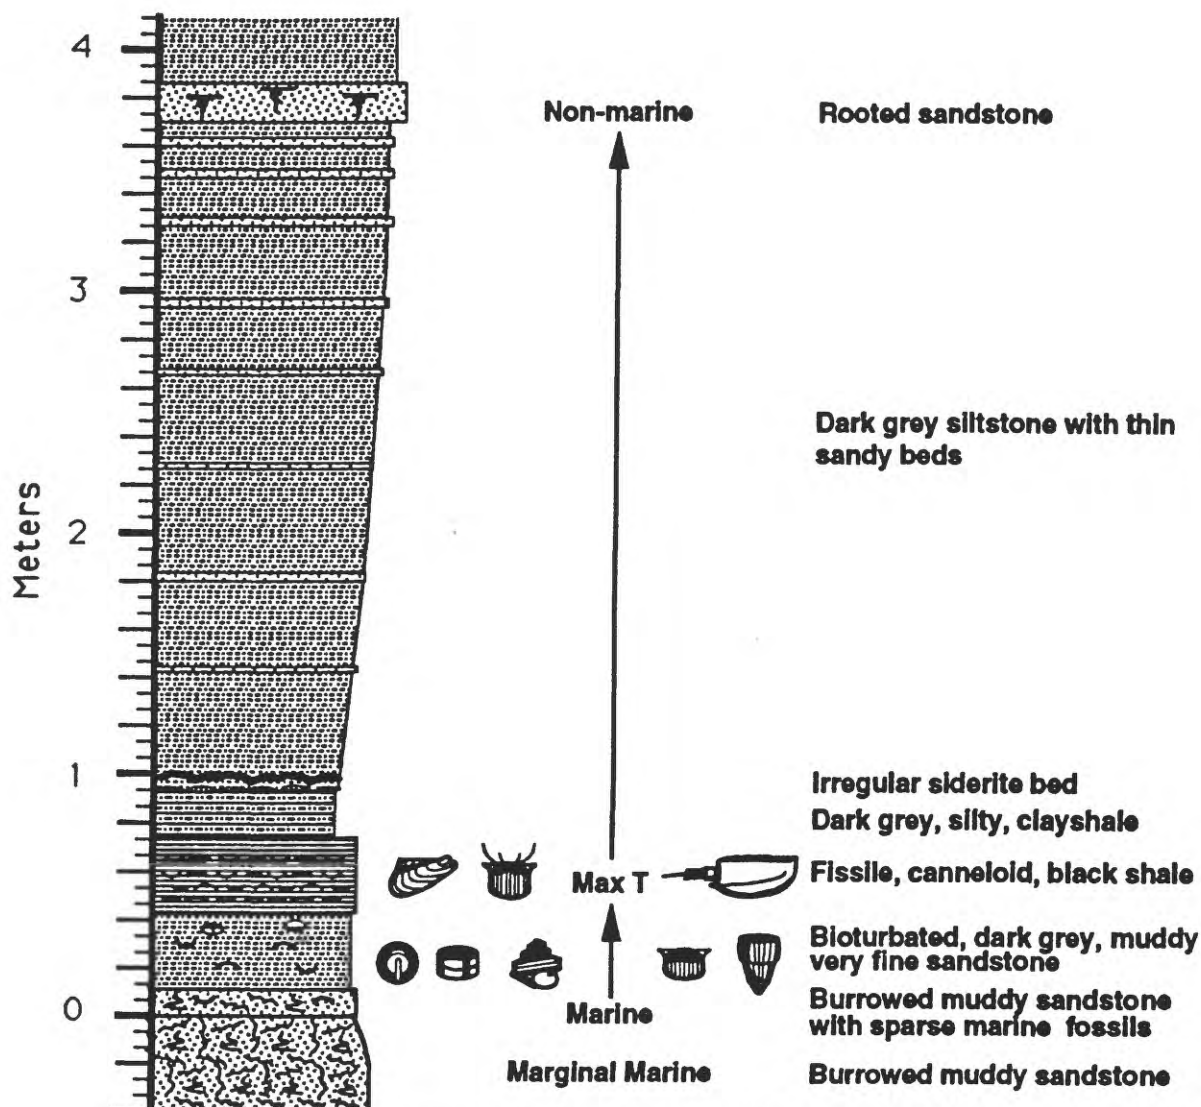 4
Non-marine
Rooted sandstone
3
Dark grey siltstone with thin
sandy beds
Meters
2
1
Irregular siderite bed
Dark grey, silty, clayshale
Max T
Fissile, canneloid, black shale
Bioturbated, dark grey, muddy
very fine sandstone
0
Marine
Burrowed muddy sandstone
with sparse marine fossils
Marginal Marine
Burrowed muddy sandstone